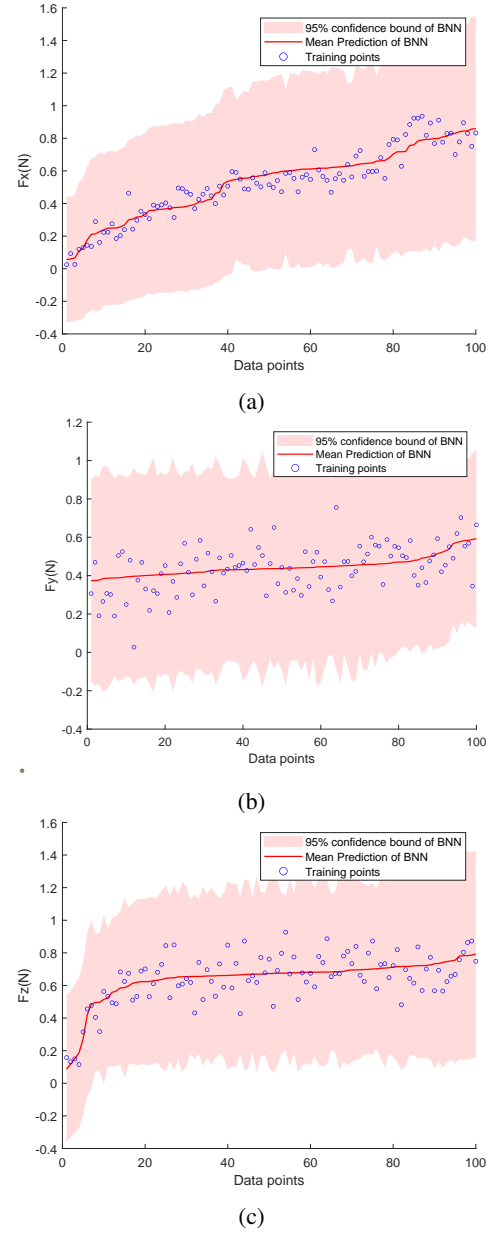 1.6
1.4
1.2
1
0.8
0.6
0.4
0.2
0
-0.2
-0.4
Fx(N)
95% confidence bound of BNN
Mean Prediction of BNN
Training points
0 20 40 60 80 100
Data points
(a)
1.2
1
0.8
0.6
0.4
0.2
0
-0.2
-0.4
Fy(N)
95% confidence bound of BNN
Mean Prediction of BNN
Training points
0 20 40 60 80 100
Data points
(b)
1.6
1.4
1.2
1
0.8
0.6
0.4
0.2
0
-0.2
-0.4
Fz(N)
95% confidence bound of BNN
Mean Prediction of BNN
Training points
0 20 40 60 80 100
Data points
(c)